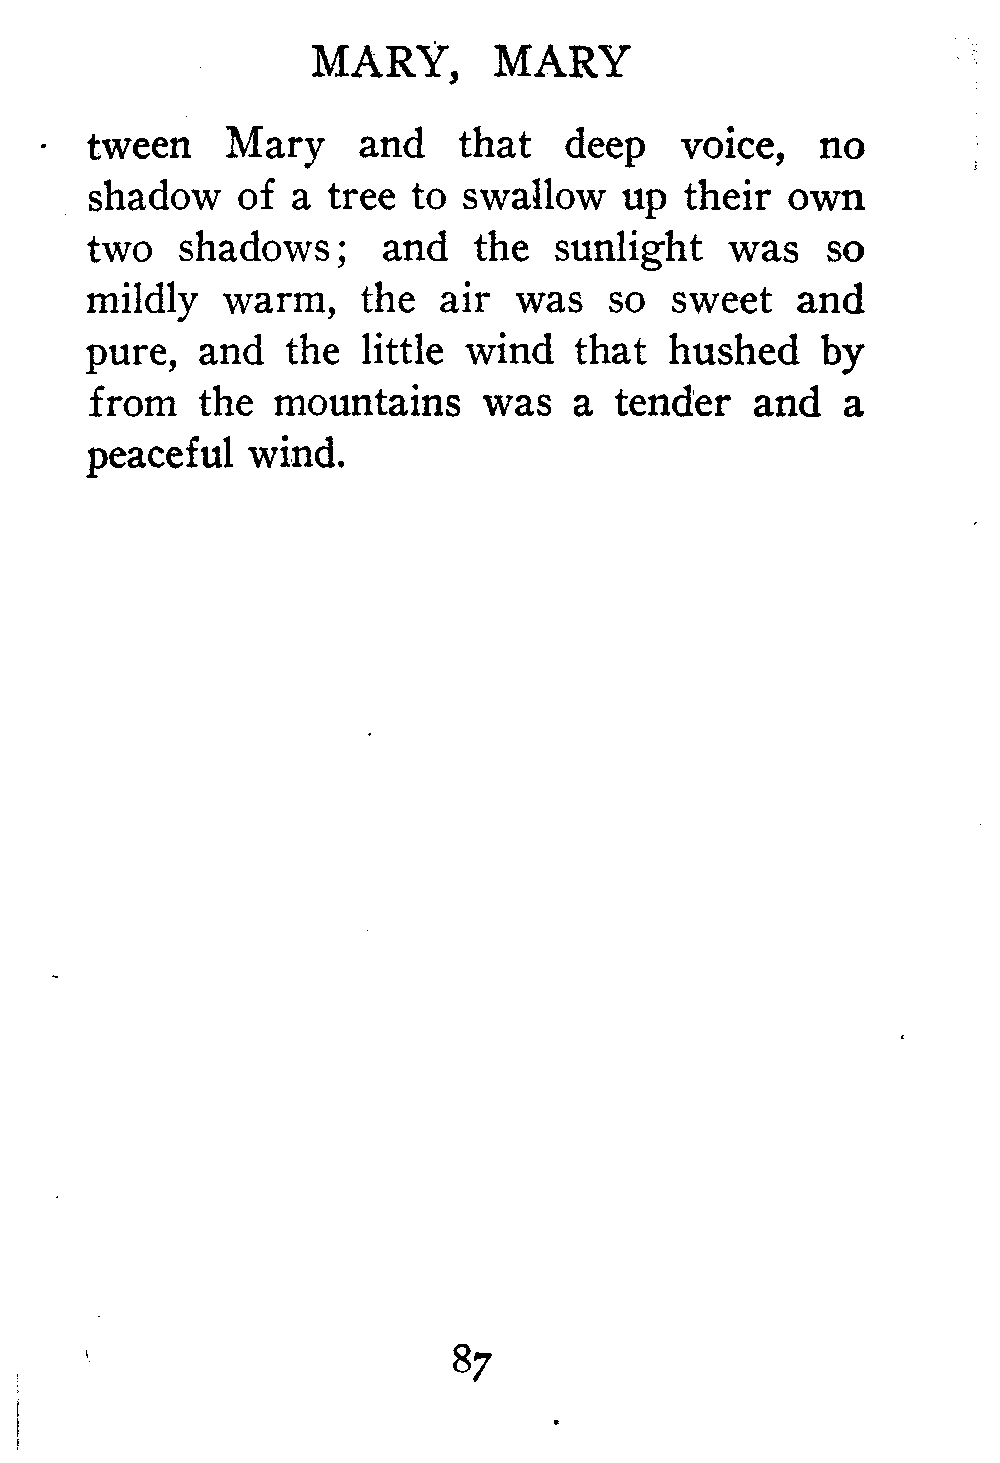 MARY, MARY
tween Mary and that deep voice, no
shadow of a tree to swallow up their own
two shadows; and the sunlight was so
mildly warm, the air was so sweet and
pure, and the little wind that hushed by
from the mountains was a tender and a
peaceful wind.
87